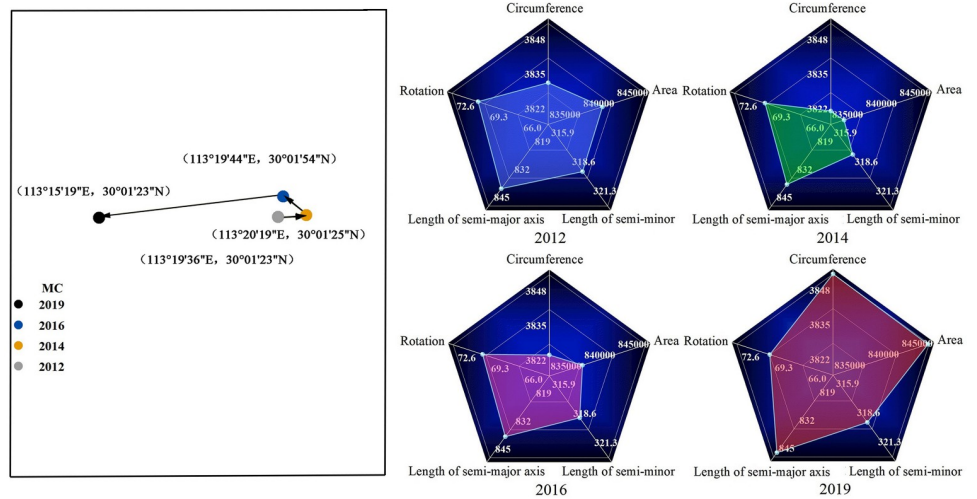 (113°19'44"E, 30°01'54"N)
(113°15'19"E, 30°01'23"N)
(113°20'19"E, 30°01'25"N)
(113°19'36"E, 30°01'23"N)
MC
2019
2016
2014
2012
Circumference
3848
3835
3822
Rotation
72.6
69.3
66.0
845000
840000
835000
Area
315.9
318.6
321.3
819
832
845
Length of semi-major axis
Length of semi-minor
2012
Circumference
3848
3835
3822
Rotation
72.6
69.3
66.0
845000
840000
835000
Area
315.9
318.6
321.3
819
832
845
Length of semi-major axis
Length of semi-minor
2014
Circumference
3848
3835
3822
Rotation
72.6
69.3
66.0
845000
840000
835000
Area
315.9
318.6
321.3
819
832
845
Length of semi-major axis
Length of semi-minor
2016
Circumference
3848
3835
3822
Rotation
72.6
69.3
66.0
845000
840000
835000
Area
315.9
318.6
321.3
819
832
845
Length of semi-major axis
Length of semi-minor
2019